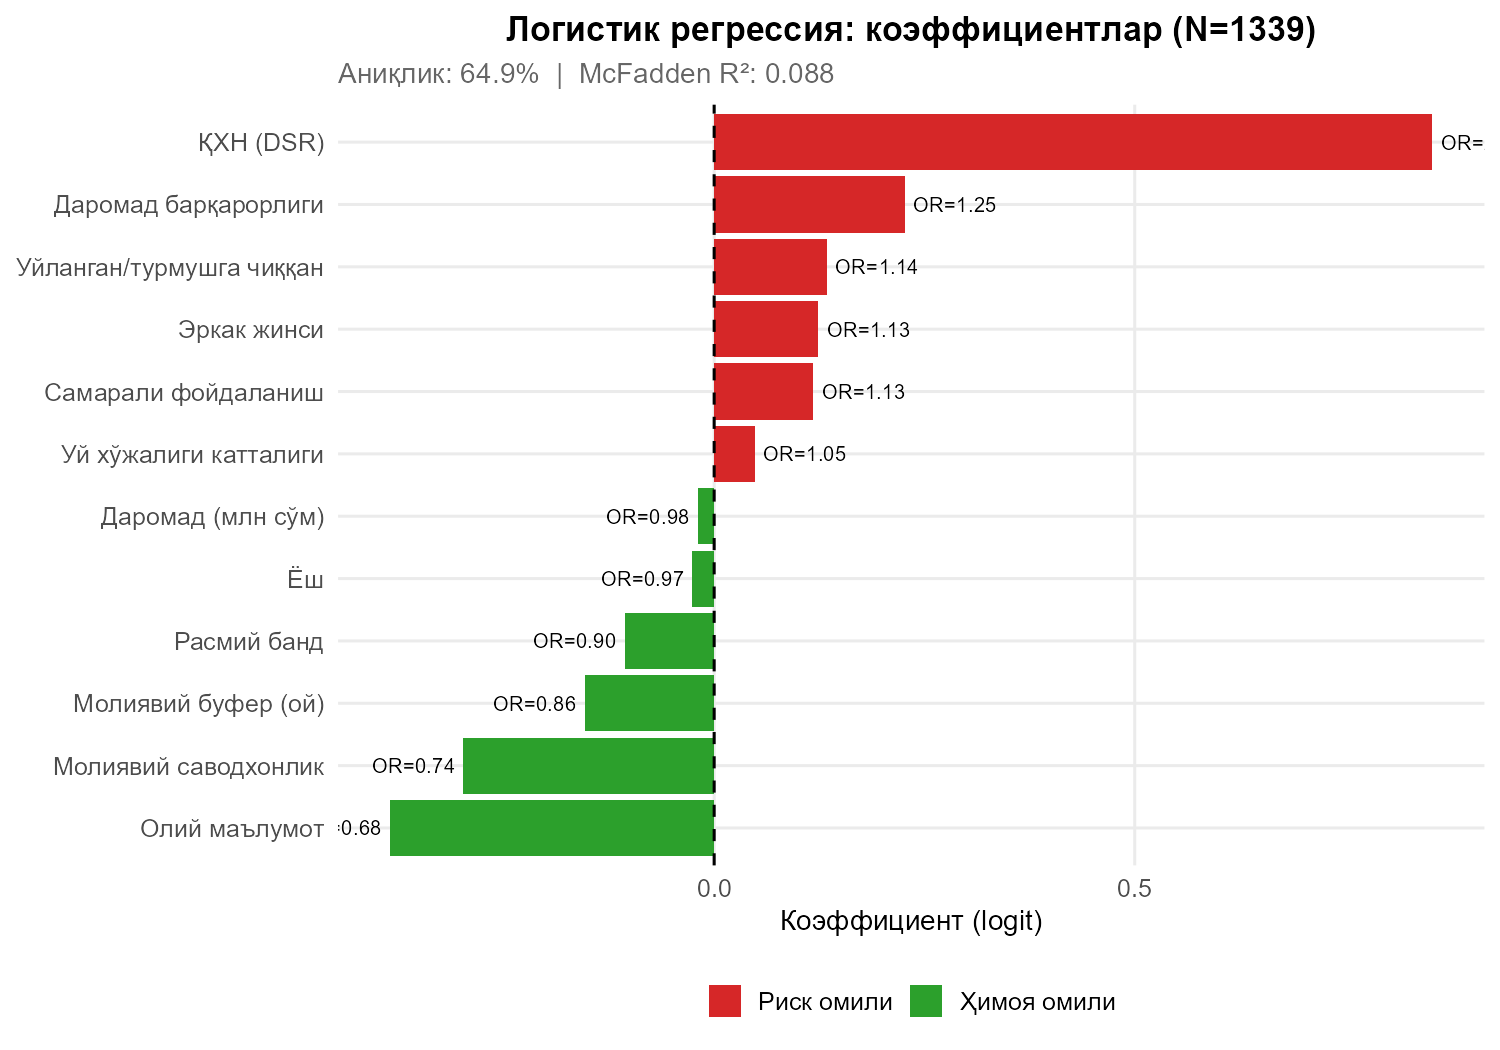 Логистик регрессия: коэффициентлар (N=1339)
Аниқлик: 64.9% | McFadden R²: 0.088
ҚХН (DSR)
OR=
Даромад барқарорлиги
OR=1.25
Уйланган/турмушга чиққан
OR=1.14
Эркак жинси
OR=1.13
Самарали фойдаланиш
OR=1.13
Уй хўжалиги катталиги
OR=1.05
Даромад (млн сўм)
OR=0.98
Ёш
OR=0.97
Расмий банд
OR=0.90
Молиявий буфер (ой)
OR=0.86
Молиявий саводхонлик
OR=0.74
Олий маълумот
=0.68
0.0
0.5
Коэффициент (logit)
Риск омили
Ҳимоя омили